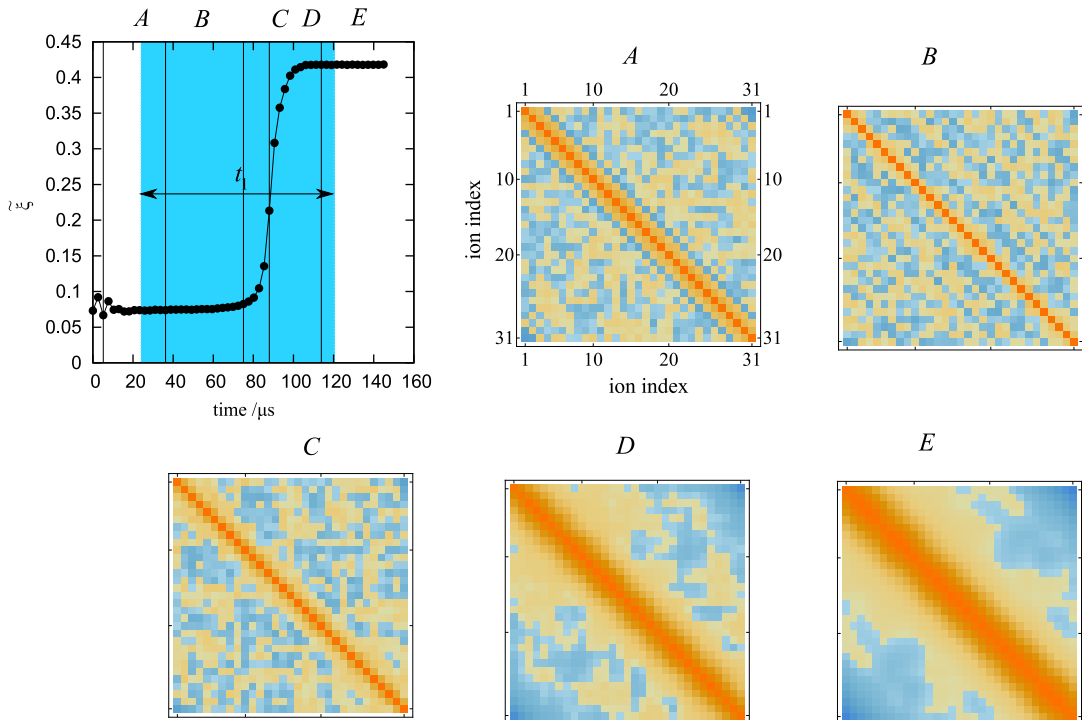 A B C D E
0.45
0.4
0.35
0.3
0.25
0.2
0.15
0.1
0.05
0
ξ̃
t₁
0 20 40 60 80 100 120 140 160
time /μs
A
1 10 20 31
1 1
10 10
20 20
31 31
ion index
1 10 20 31
ion index
B
C
D
E